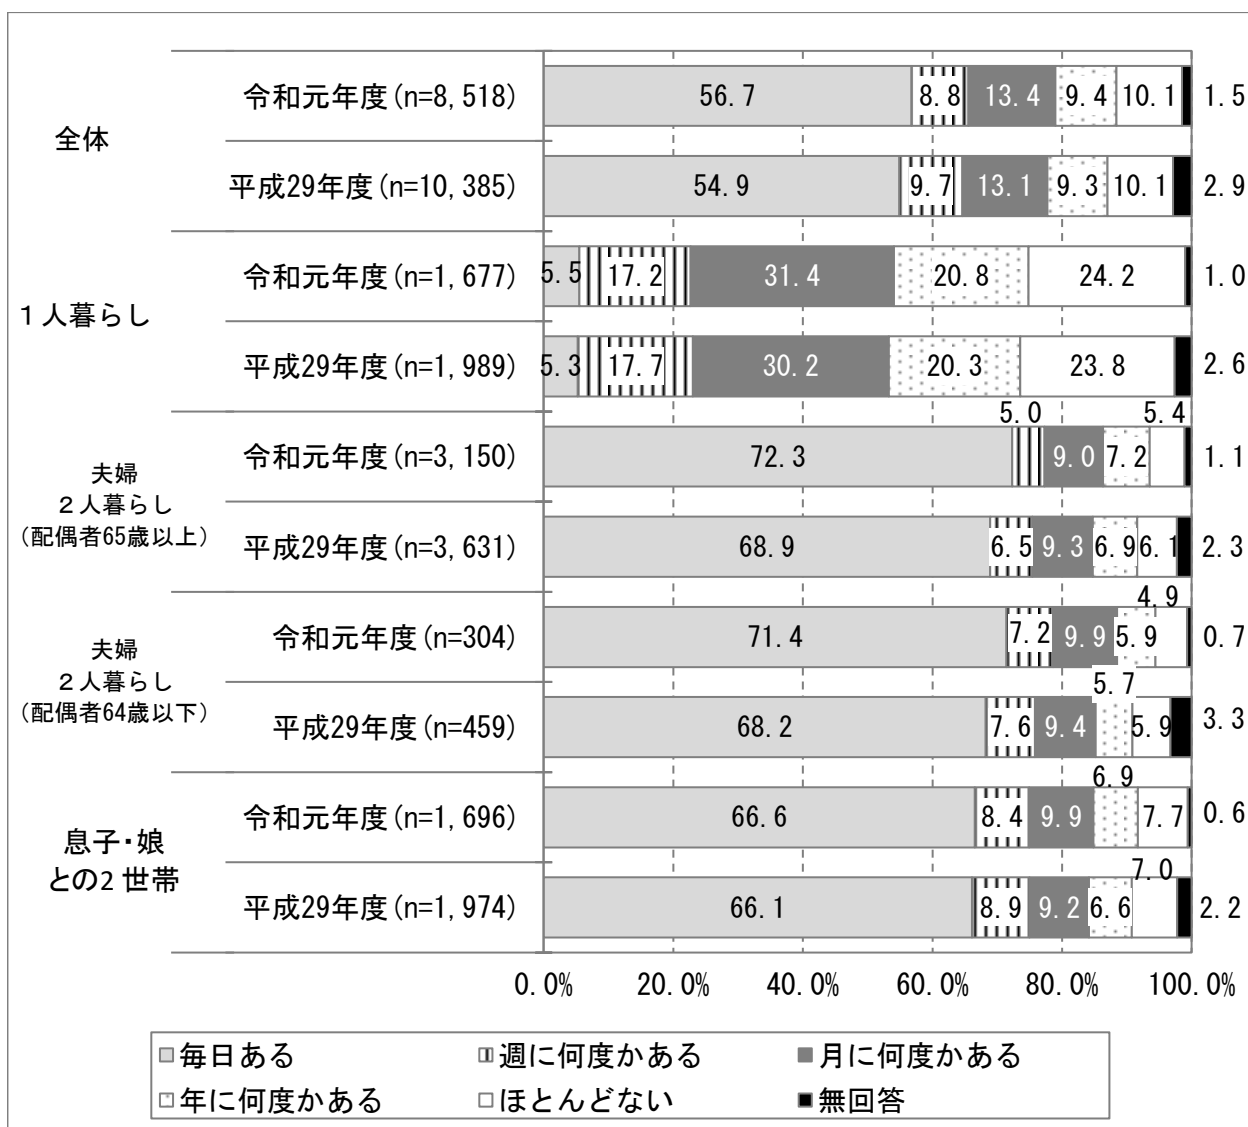 全体
令和元年度(n=8,518)
56.7 8.8 13.4 9.4 10.1 1.5
平成29年度(n=10,385)
54.9 9.7 13.1 9.3 10.1 2.9
１人暮らし
令和元年度(n=1,677)
5.5 17.2 31.4 20.8 24.2 1.0
平成29年度(n=1,989)
5.3 17.7 30.2 20.3 23.8 2.6
夫婦
２人暮らし
（配偶者65歳以上）
令和元年度(n=3,150)
72.3 5.0 9.0 7.2 5.4 1.1
平成29年度(n=3,631)
68.9 6.5 9.3 6.9 6.1 2.3
夫婦
２人暮らし
（配偶者64歳以下）
令和元年度(n=304)
71.4 7.2 9.9 5.9 4.9 0.7
平成29年度(n=459)
68.2 7.6 9.4 5.7 5.9 3.3
息子・娘
との2世帯
令和元年度(n=1,696)
66.6 8.4 9.9 6.9 7.7 0.6
平成29年度(n=1,974)
66.1 8.9 9.2 6.6 7.0 2.2
0.0% 20.0% 40.0% 60.0% 80.0% 100.0%
毎日ある 週に何度かある 月に何度かある
年に何度かある ほとんどない 無回答